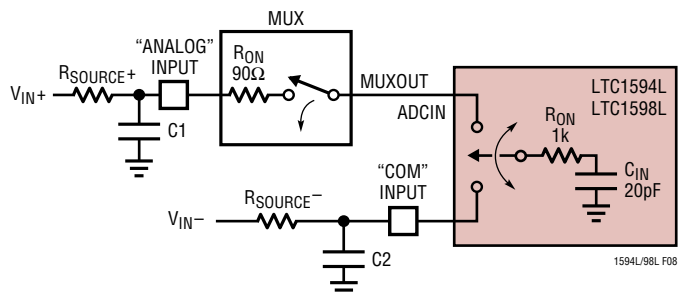 MUX
"ANALOG"
INPUT
RON
90Ω
RSOURCE+
VIN+
C1
MUXOUT
ADCIN
LTC1594L
LTC1598L
RON
1k
CIN
20pF
"COM"
INPUT
RSOURCE–
VIN–
C2
1594L/98L F08